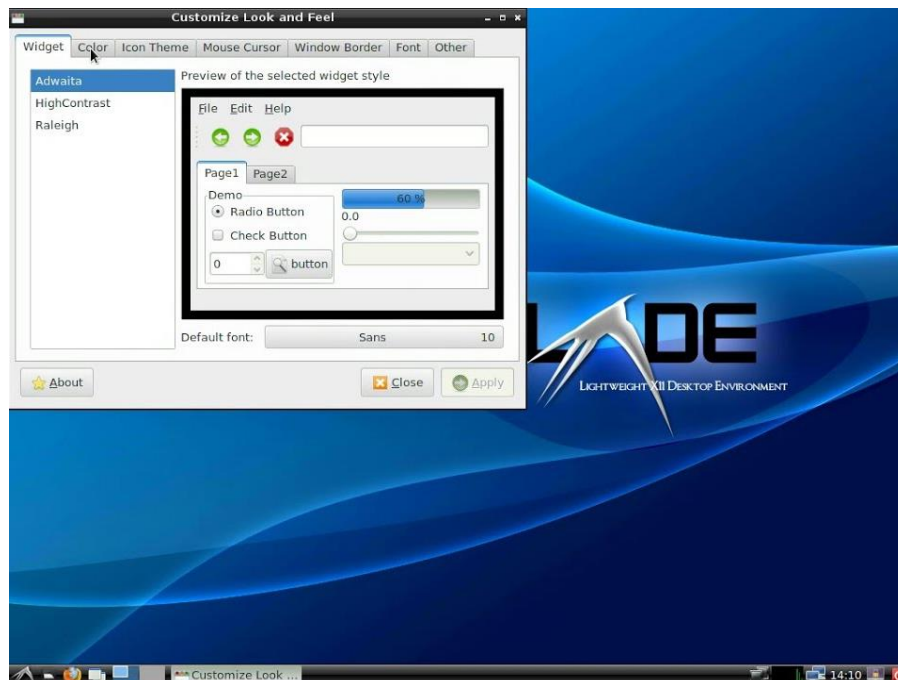 Customize Look and Feel
Widget Color Icon Theme Mouse Cursor Window Border Font Other
Adwaita
HighContrast
Raleigh
Preview of the selected widget style
File Edit Help
Page1 Page2
Demo
Radio Button
Check Button
0 button
60 %
0.0
Default font: Sans 10
About Close Apply
ADE
LIGHTWEIGHT X11 DESKTOP ENVIRONMENT
Customize Look ...
14:10